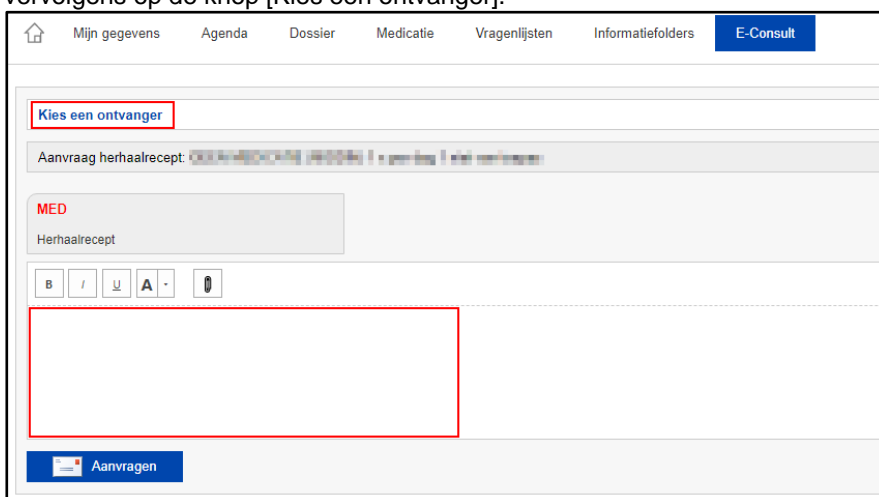 vervolgens op de knop [Kies een ontvanger].
Mijn gegevens Agenda Dossier Medicatie Vragenlijsten Informatiefolders E-Consult
Kies een ontvanger
Aanvraag herhaalrecept:
MED
Herhaalrecept
B I U A
Aanvragen